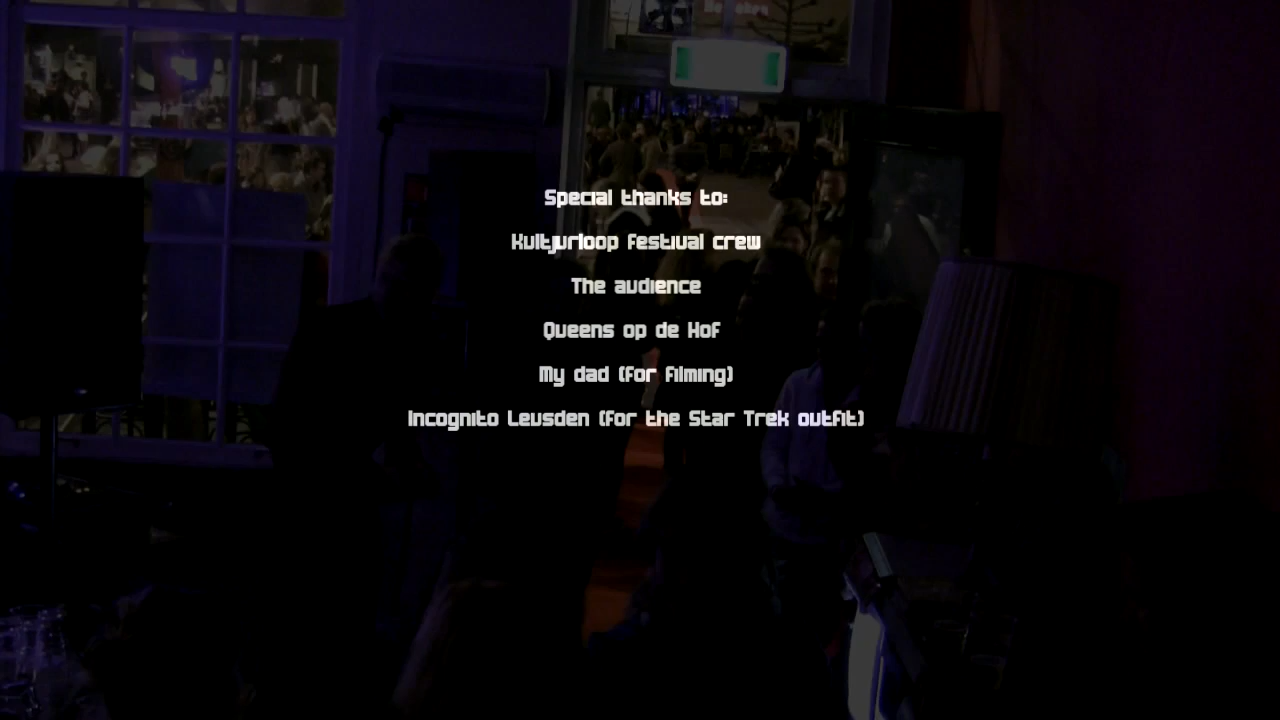 Special thanks to:
Kultjurloop Festival crew
The audience
Queens op de Hof
My dad (for filming)
Incognito Leusden (for the Star Trek outfit)